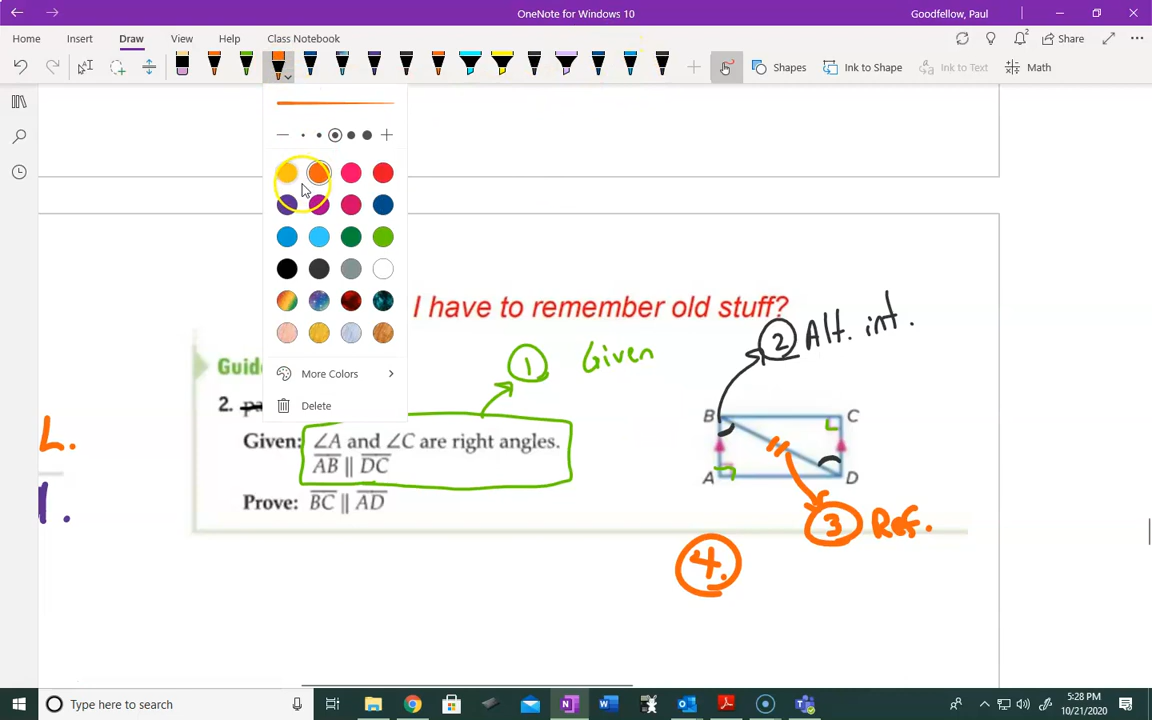 OneNote for Windows 10
Goodfellow, Paul
Home Insert Draw View Help Class Notebook
Share
Shapes Ink to Shape Ink to Text Math
More Colors
Delete
I have to remember old stuff?
2 Alt. int.
1 Given
Guid
2.
Given: ∠A and ∠C are right angles.
AB || DC
Prove: BC || AD
B C
A D
3 Ref.
4.
L.
1.
Type here to search
5:28 PM
10/21/2020